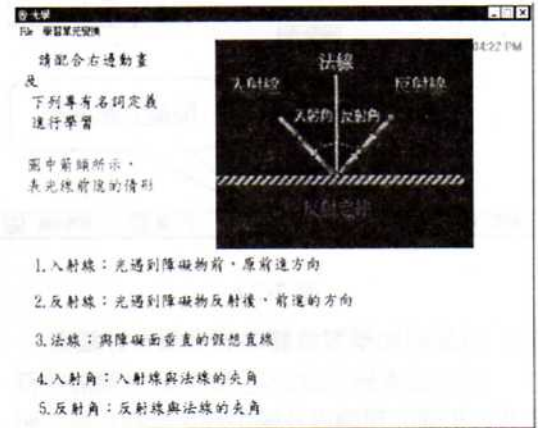 光學
File 學習單元變換
04:22 PM
請配合右邊動畫
及
下列專有名詞定義
進行學習
圖中箭頭所示,
表光線前進的情形
法線
入射線
反射線
入射角
反射角
1.入射線:光遇到障礙物前,原前進方向
2.反射線:光遇到障礙物反射後,前進的方向
3.法線:與障礙面垂直的假想直線
4.入射角:入射線與法線的夾角
5.反射角:反射線與法線的夾角